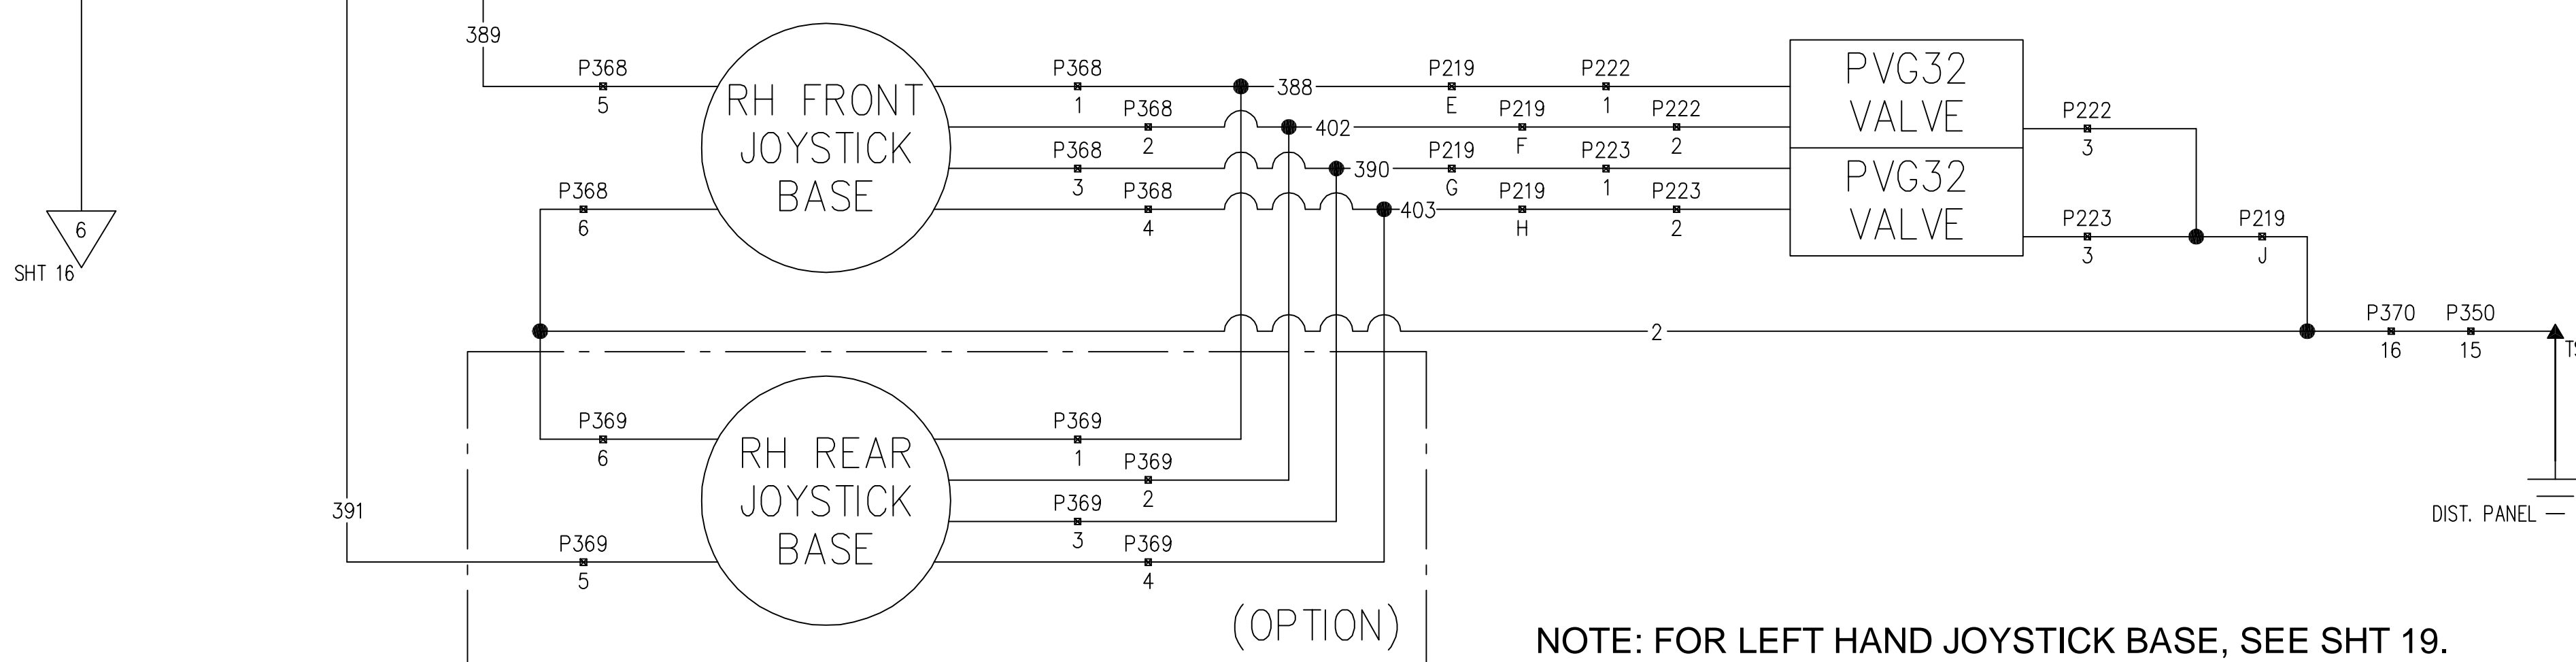 389
P368
5
RH FRONT
JOYSTICK
BASE
P368
1
388
P219
E
P222
1
PVG32
VALVE
P368
2
402
P219
F
P222
2
P222
3
P368
3
390
P219
G
P223
1
PVG32
VALVE
P368
6
P368
4
403
P219
H
P223
2
P223
3
P219
J
6
SHT 16
2
P370
16
P350
15
P369
6
RH REAR
JOYSTICK
BASE
P369
1
P369
2
P369
3
P369
4
391
P369
5
DIST. PANEL
(OPTION)
NOTE: FOR LEFT HAND JOYSTICK BASE, SEE SHT 19.